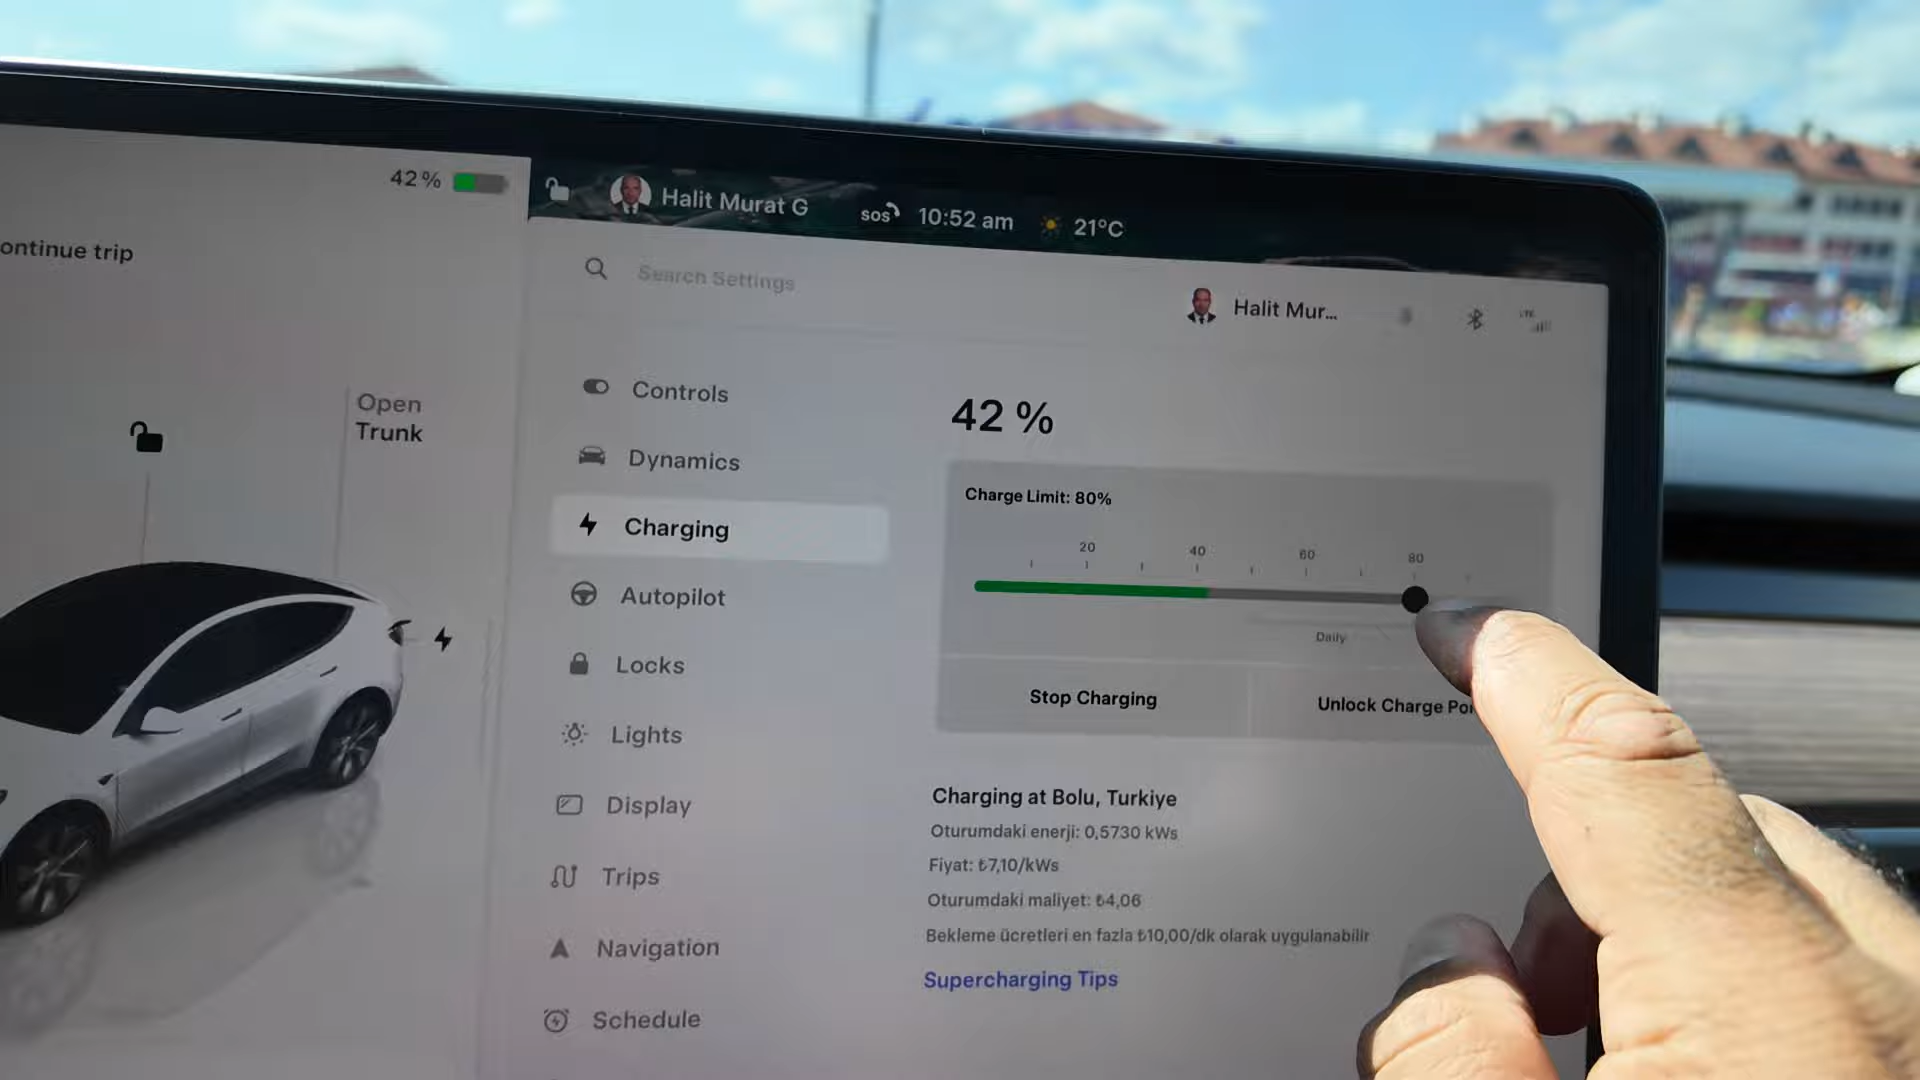 42 %
Halit Murat G
SOS
10:52 am
21°C
ontinue trip
Search Settings
Halit Mur...
LTE
Open
Trunk
Controls
Dynamics
Charging
Autopilot
Locks
Lights
Display
Trips
Navigation
Schedule
42 %
Charge Limit: 80%
20 40 60 80
Daily
Stop Charging
Unlock Charge Por
Charging at Bolu, Turkiye
Oturumdaki enerji: 0,5730 kWs
Fiyat: ₺7,10/kWs
Oturumdaki maliyet: ₺4,06
Bekleme ücretleri en fazla ₺10,00/dk olarak uygulanabilir
Supercharging Tips